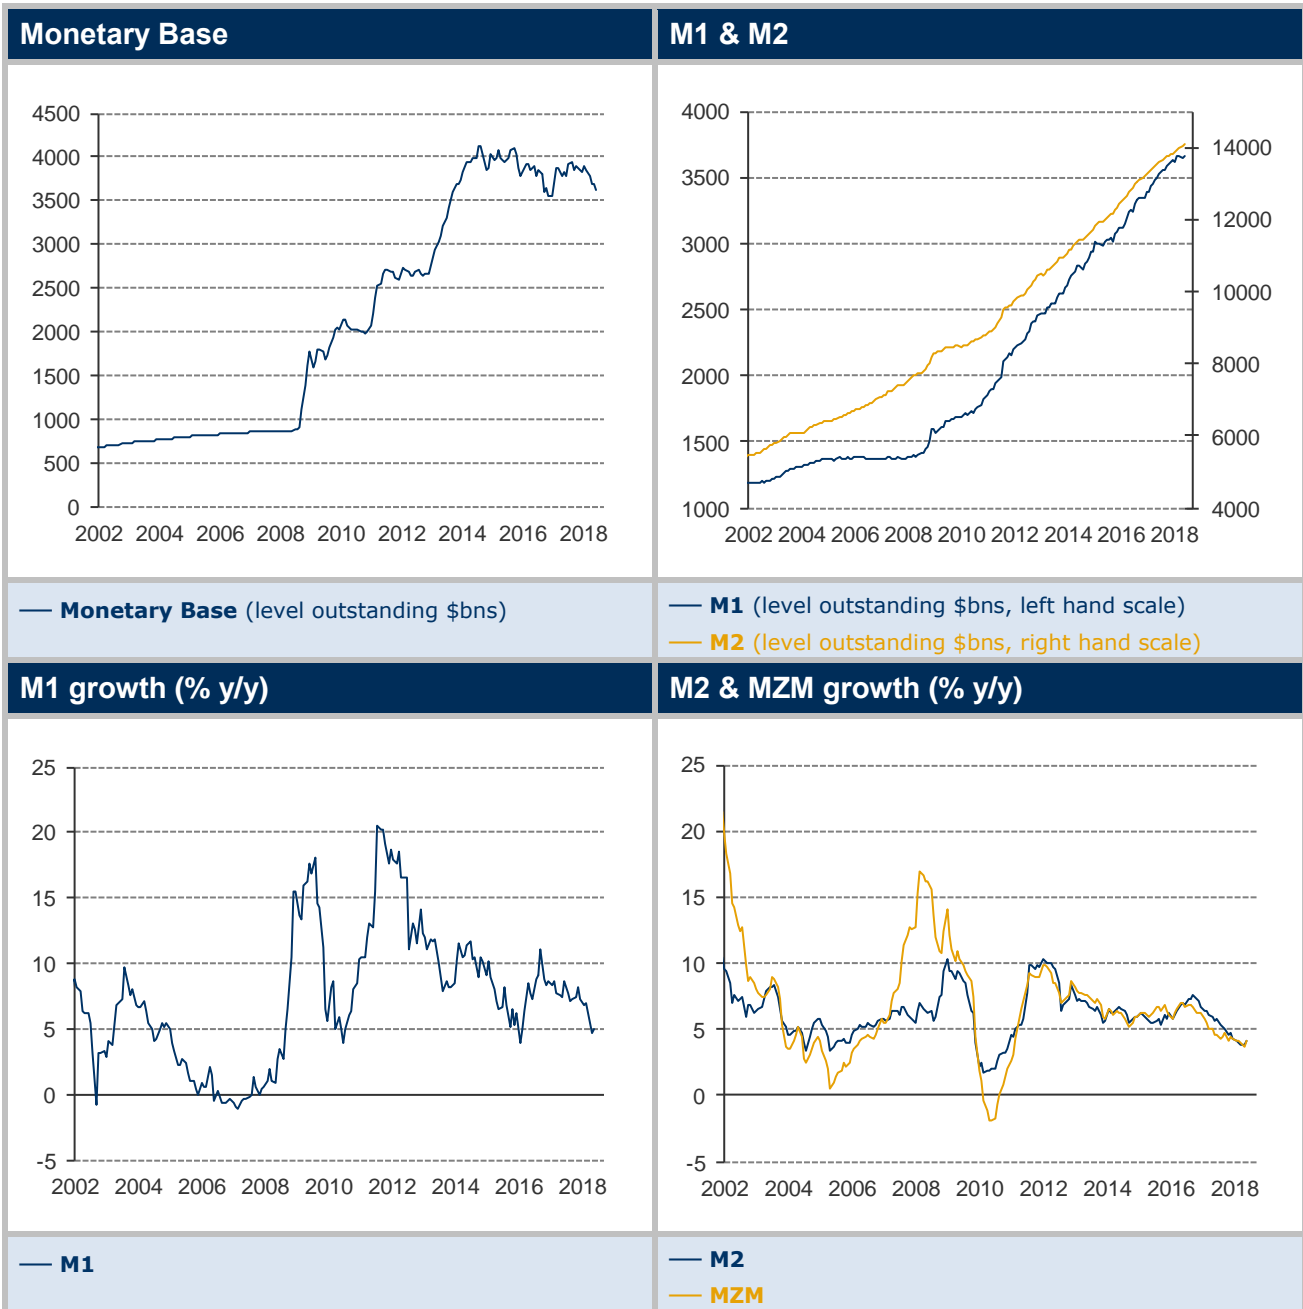 Monetary Base
4500
4000
3500
3000
2500
2000
1500
1000
500
0
2002 2004 2006 2008 2010 2012 2014 2016 2018
Monetary Base (level outstanding $bns)
M1 & M2
4000
3500
3000
2500
2000
1500
1000
14000
12000
10000
8000
6000
4000
2002 2004 2006 2008 2010 2012 2014 2016 2018
M1 (level outstanding $bns, left hand scale)
M2 (level outstanding $bns, right hand scale)
M1 growth (% y/y)
25
20
15
10
5
0
-5
2002 2004 2006 2008 2010 2012 2014 2016 2018
M1
M2 & MZM growth (% y/y)
25
20
15
10
5
0
-5
2002 2004 2006 2008 2010 2012 2014 2016 2018
M2
MZM